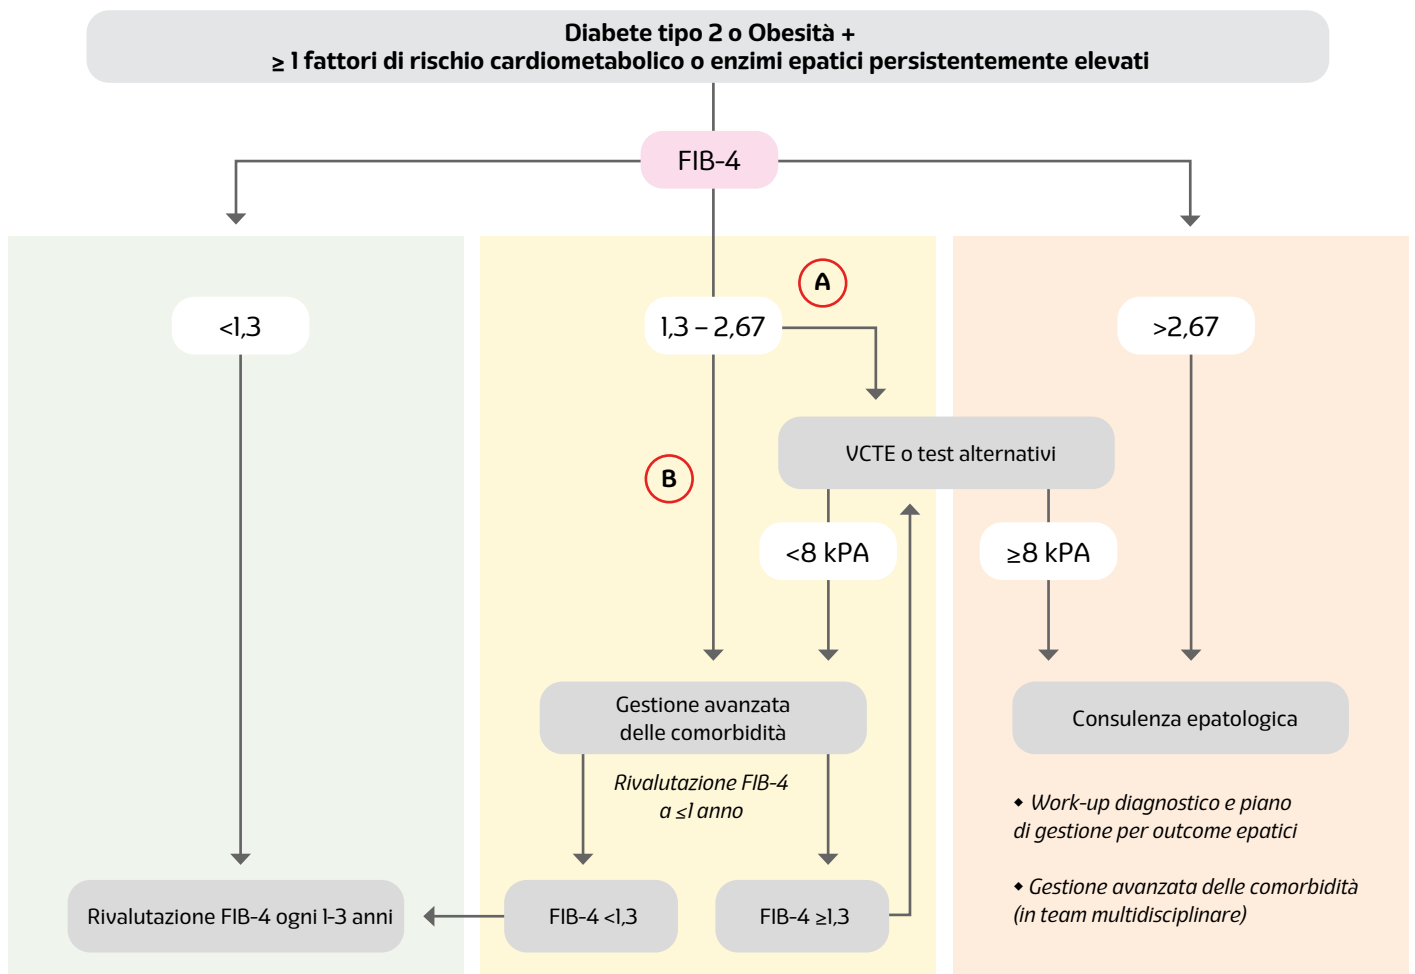 Diabete tipo 2 o Obesità +
≥ 1 fattori di rischio cardiometabolico o enzimi epatici persistentemente elevati
FIB-4
<1,3
1,3 – 2,67
A
>2,67
VCTE o test alternativi
B
<8 kPA
≥8 kPA
Gestione avanzata
delle comorbidità
Consulenza epatologica
Rivalutazione FIB-4
a ≤1 anno
◆ Work-up diagnostico e piano
di gestione per outcome epatici
◆ Gestione avanzata delle comorbidità
(in team multidisciplinare)
Rivalutazione FIB-4 ogni 1-3 anni
FIB-4 <1,3
FIB-4 ≥1,3